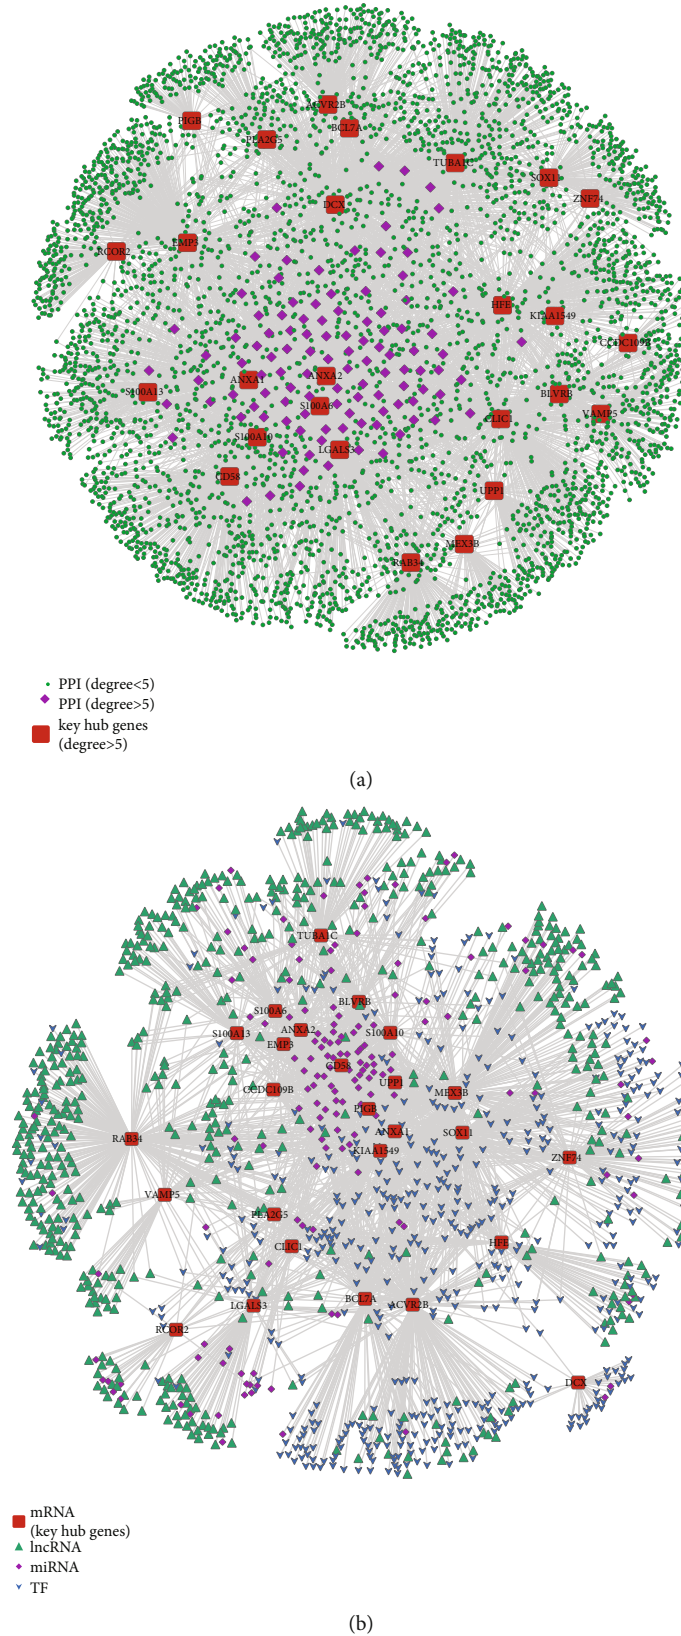 ACVR2B
PIGB
BCL7A
PLA2G5
TUBA1C
SOX11
ZNF74
DCX
EMP3
RCOR2
HFE
KIAA1549
CCDC109B
ANXA2
ANXA1
S100A13
BLVRB
S100A6
VAMP5
CLIC1
S100A10
LGALS3
CD58
UPP1
MEX3B
RAB34
PPI (degree<5)
PPI (degree>5)
key hub genes
(degree>5)
(a)
TUBA1C
BLVRB
S100A6
S100A13
ANXA2
S100A10
EMP3
CD58
UPP1
CCDC109B
MEX3B
PIGB
ANXA1
SOX11
RAB34
KIAA1549
ZNF74
VAMP5
PLA2G5
CLIC1
HFE
BCL7A
LGALS3
ACVR2B
RCOR2
DCX
mRNA
(key hub genes)
lncRNA
miRNA
TF
(b)